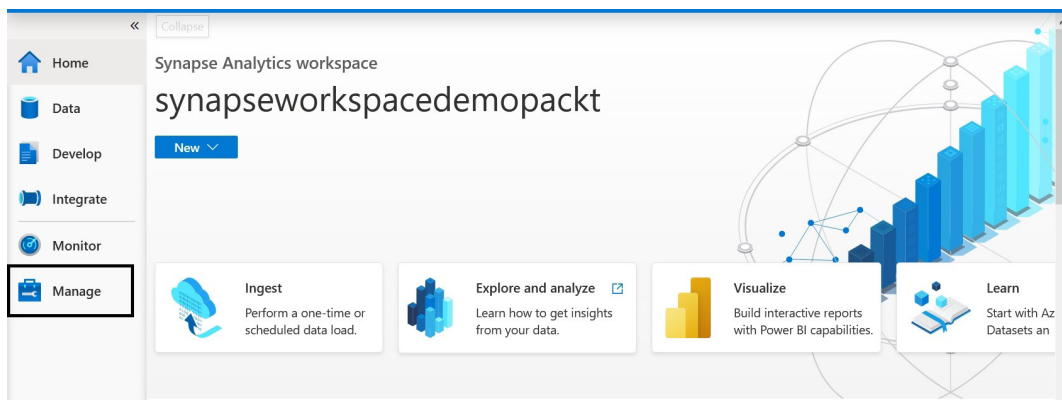 «
Collapse
Home
Data
Develop
Integrate
Monitor
Manage
Synapse Analytics workspace
synapseworkspacedemopackt
New
Ingest
Perform a one-time or
scheduled data load.
Explore and analyze
Learn how to get insights
from your data.
Visualize
Build interactive reports
with Power BI capabilities.
Learn
Start with Az
Datasets an